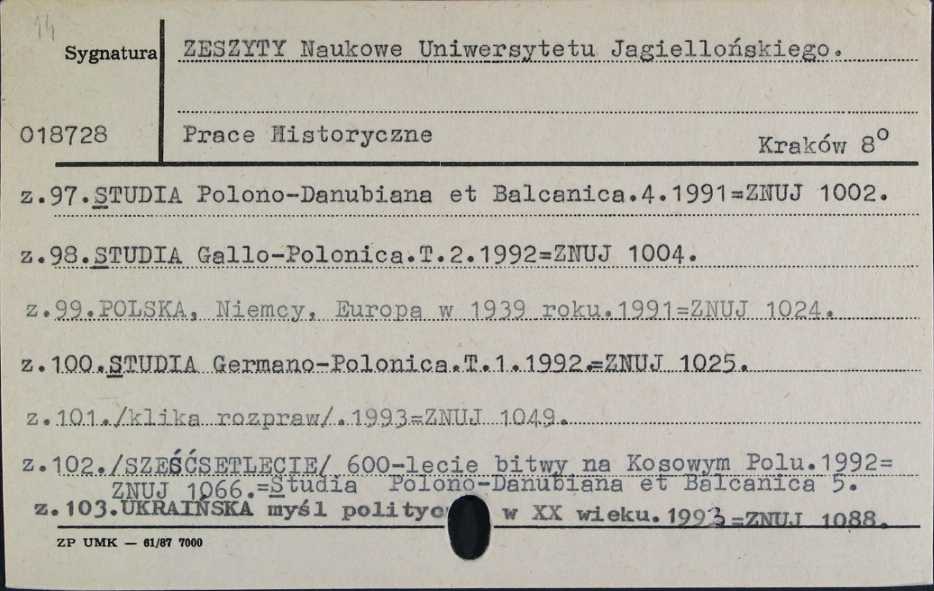 14
Sygnatura ZESZYTY Naukowe Uniwersytetu Jagiellońskiego.
018728 Prace Historyczne Kraków 8º
z.97.STUDIA Polono-Danubiana et Balcanica.4.1991=ZNUJ 1002.
z.98.STUDIA Gallo-Polonica.T.2.1992=ZNUJ 1004.
z.99.POLSKA, Niemcy, Europa w 1939 roku.1991=ZNUJ 1024.
z.100.STUDIA Germano-Polonica.T.1.1992.=ZNUJ 1025.
z.101./klika rozpraw/.1993=ZNUJ 1049.
z.102./SZEŚĆSETLECIE/ 600-lecie bitwy na Kosowym Polu.1992=
ZNUJ 1066.=Studia Polono-Danubiana et Balcanica 5.
z.103.UKRAIŃSKA myśl polityc w XX wieku.1993=ZNUJ 1088.
ZP UMK — 61/87 7000